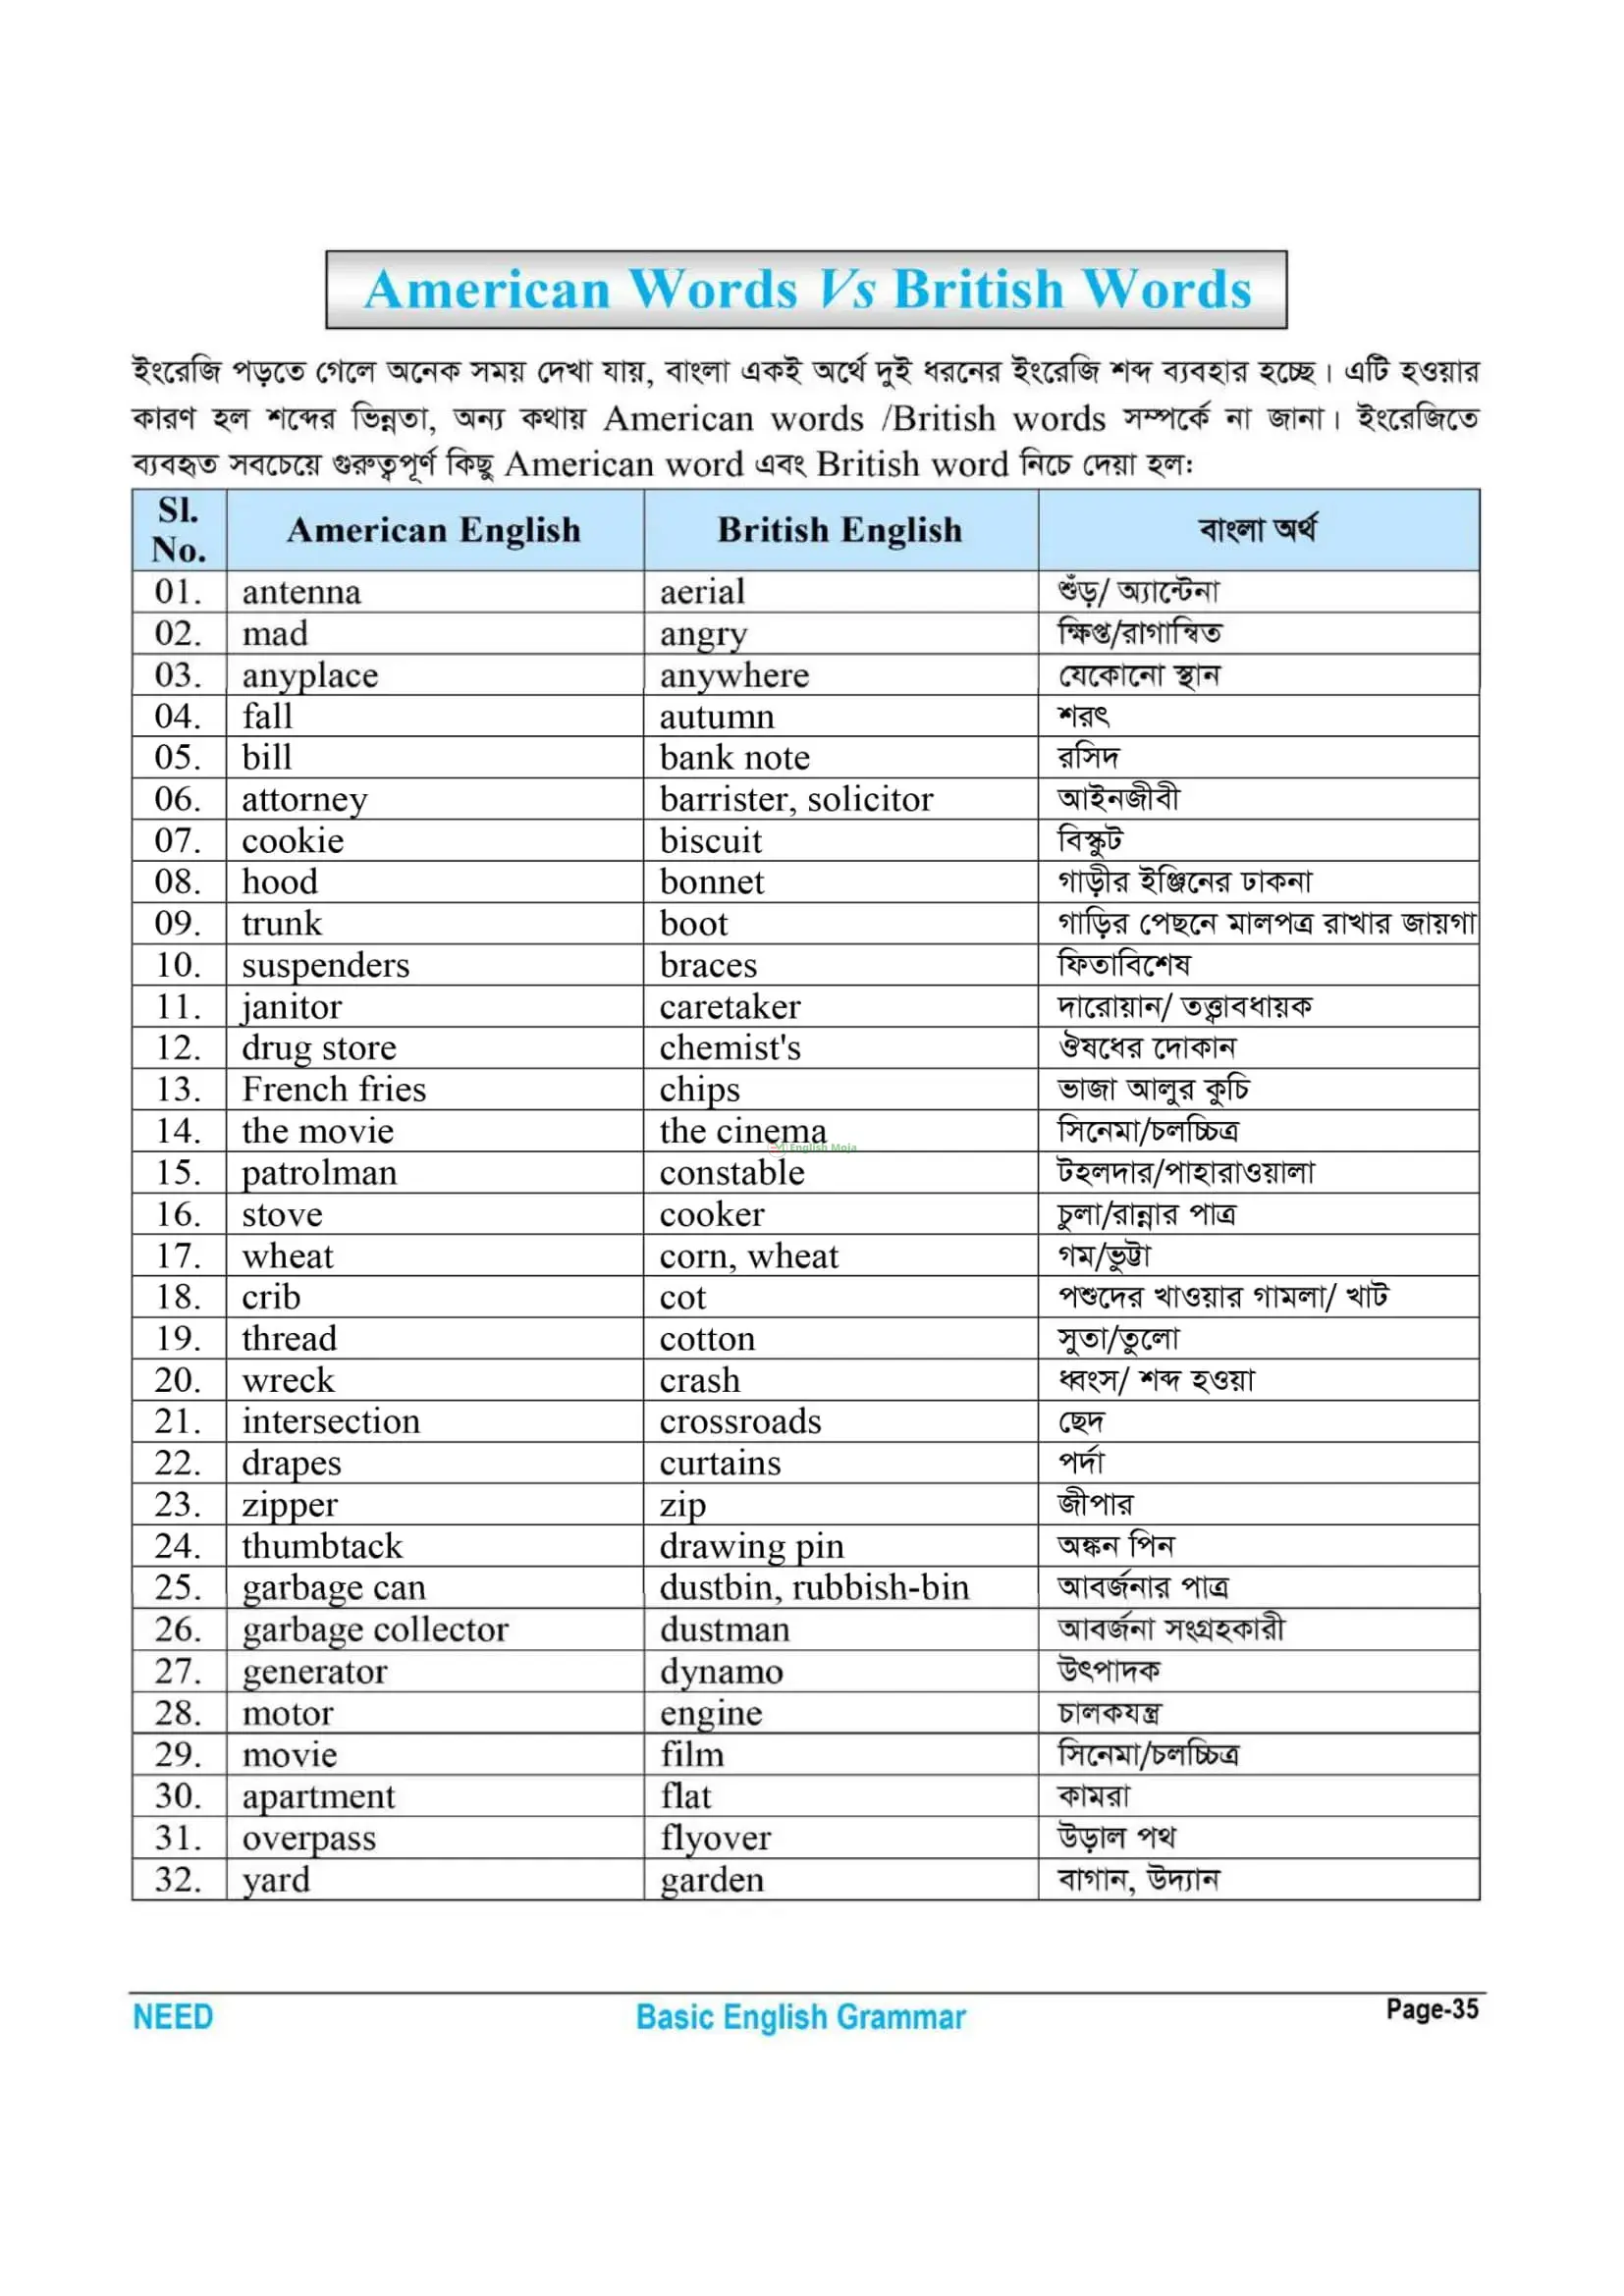 American Words Vs British Words
ইংরেজি পড়তে গেলে অনেক সময় দেখা যায়, বাংলা একই অর্থে দুই ধরনের ইংরেজি শব্দ ব্যবহার হচ্ছে। এটি হওয়ার
কারণ হল শব্দের ভিন্নতা, অন্য কথায় American words /British words সম্পর্কে না জানা। ইংরেজিতে
ব্যবহৃত সবচেয়ে গুরুত্বপূর্ণ কিছু American word এবং British word নিচে দেয়া হল:
Sl. No. American English British English বাংলা অর্থ
01. antenna aerial শুঁড়/ অ্যান্টেনা
02. mad angry ক্ষিপ্ত/রাগান্বিত
03. anyplace anywhere যেকোনো স্থান
04. fall autumn শরৎ
05. bill bank note রসিদ
06. attorney barrister, solicitor আইনজীবী
07. cookie biscuit বিস্কুট
08. hood bonnet গাড়ীর ইঞ্জিনের ঢাকনা
09. trunk boot গাড়ির পেছনে মালপত্র রাখার জায়গা
10. suspenders braces ফিতাবিশেষ
11. janitor caretaker দারোয়ান/ তত্ত্বাবধায়ক
12. drug store chemist's ঔষধের দোকান
13. French fries chips ভাজা আলুর কুচি
14. the movie the cinema সিনেমা/চলচ্চিত্র
English Moja
15. patrolman constable টহলদার/পাহারাওয়ালা
16. stove cooker চুলা/রান্নার পাত্র
17. wheat corn, wheat গম/ভুট্টা
18. crib cot পশুদের খাওয়ার গামলা/ খাট
19. thread cotton সুতা/তুলো
20. wreck crash ধ্বংস/ শব্দ হওয়া
21. intersection crossroads ছেদ
22. drapes curtains পর্দা
23. zipper zip জীপার
24. thumbtack drawing pin অঙ্কন পিন
25. garbage can dustbin, rubbish-bin আবর্জনার পাত্র
26. garbage collector dustman আবর্জনা সংগ্রহকারী
27. generator dynamo উৎপাদক
28. motor engine চালকযন্ত্র
29. movie film সিনেমা/চলচ্চিত্র
30. apartment flat কামরা
31. overpass flyover উড়াল পথ
32. yard garden বাগান, উদ্যান
NEED Basic English Grammar Page-35